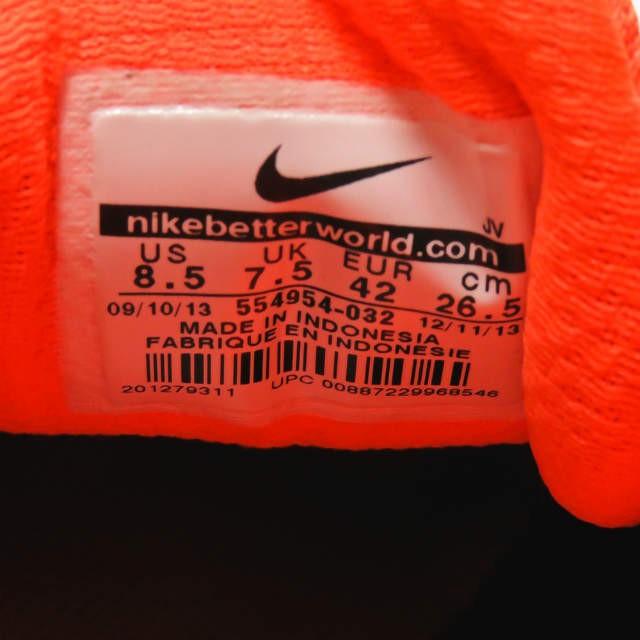 JV
nikebetterworld.com
US UK EUR cm
8.5 7.5 42 26.5
09/10/13 554954-032 12/11/13
MADE IN INDONESIA
FABRIQUE EN INDONESIE
201279311 UPC 00887229968546